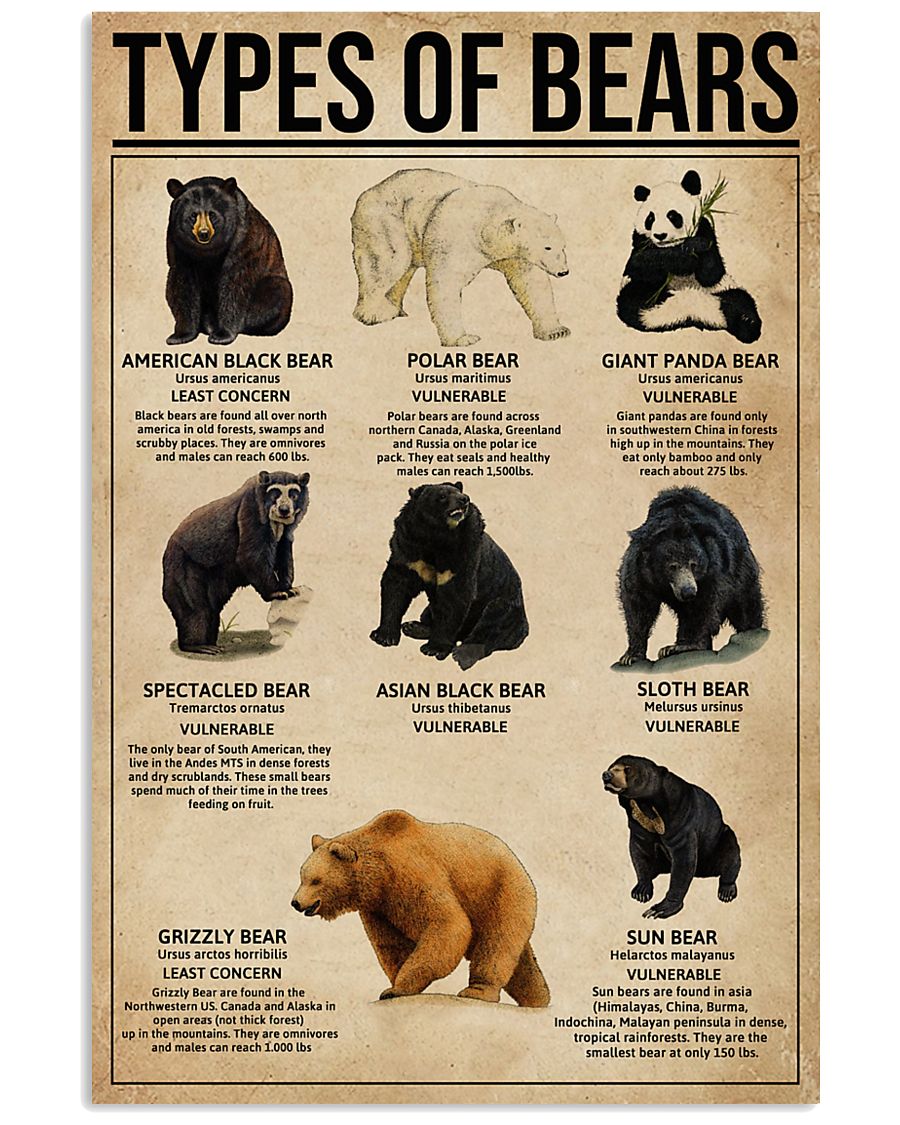 TYPES OF BEARS
AMERICAN BLACK BEAR
Ursus americanus
LEAST CONCERN
Black bears are found all over north
america in old forests, swamps and
scrubby places. They are omnivores
and males can reach 600 lbs.
POLAR BEAR
Ursus maritimus
VULNERABLE
Polar bears are found across
northern Canada, Alaska, Greenland
and Russia on the polar ice
pack. They eat seals and healthy
males can reach 1,500lbs.
GIANT PANDA BEAR
Ursus americanus
VULNERABLE
Giant pandas are found only
in southwestern China in forests
high up in the mountains. They
eat only bamboo and only
reach about 275 lbs.
SPECTACLED BEAR
Tremarctos ornatus
VULNERABLE
The only bear of South American, they
live in the Andes MTS in dense forests
and dry scrublands. These small bears
spend much of their time in the trees
feeding on fruit.
ASIAN BLACK BEAR
Ursus thibetanus
VULNERABLE
SLOTH BEAR
Melursus ursinus
VULNERABLE
GRIZZLY BEAR
Ursus arctos horribilis
LEAST CONCERN
Grizzly Bear are found in the
Northwestern US. Canada and Alaska in
open areas (not thick forest)
up in the mountains. They are omnivores
and males can reach 1.000 lbs
SUN BEAR
Helarctos malayanus
VULNERABLE
Sun bears are found in asia
(Himalayas, China, Burma,
Indochina, Malayan peninsula in dense,
tropical rainforests. They are the
smallest bear at only 150 lbs.